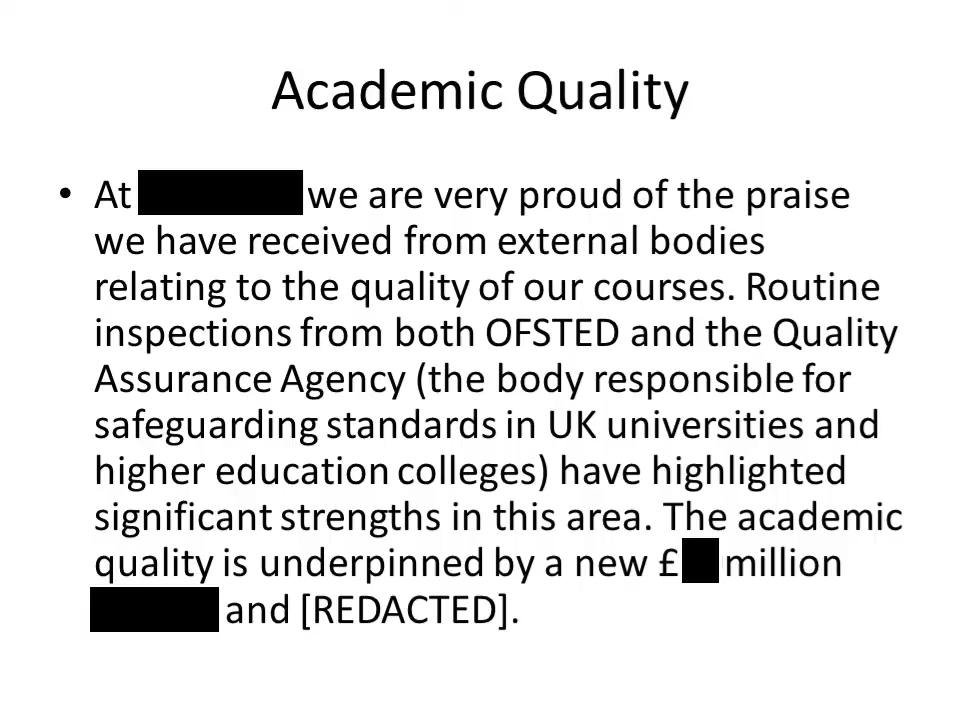 Academic Quality
• At we are very proud of the praise
we have received from external bodies
relating to the quality of our courses. Routine
inspections from both OFSTED and the Quality
Assurance Agency (the body responsible for
safeguarding standards in UK universities and
higher education colleges) have highlighted
significant strengths in this area. The academic
quality is underpinned by a new £ million
and [REDACTED].